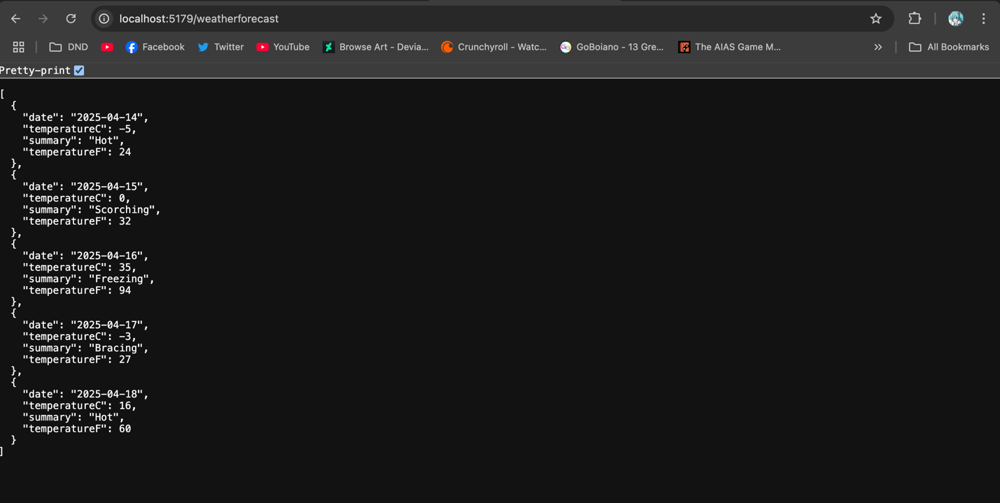 localhost:5179/weatherforecast
DND Facebook Twitter YouTube Browse Art - Devia... Crunchyroll - Watc... GoBoiano - 13 Gre... The AIAS Game M... All Bookmarks
Pretty-print
[
  {
    "date": "2025-04-14",
    "temperatureC": -5,
    "summary": "Hot",
    "temperatureF": 24
  },
  {
    "date": "2025-04-15",
    "temperatureC": 0,
    "summary": "Scorching",
    "temperatureF": 32
  },
  {
    "date": "2025-04-16",
    "temperatureC": 35,
    "summary": "Freezing",
    "temperatureF": 94
  },
  {
    "date": "2025-04-17",
    "temperatureC": -3,
    "summary": "Bracing",
    "temperatureF": 27
  },
  {
    "date": "2025-04-18",
    "temperatureC": 16,
    "summary": "Hot",
    "temperatureF": 60
  }
]